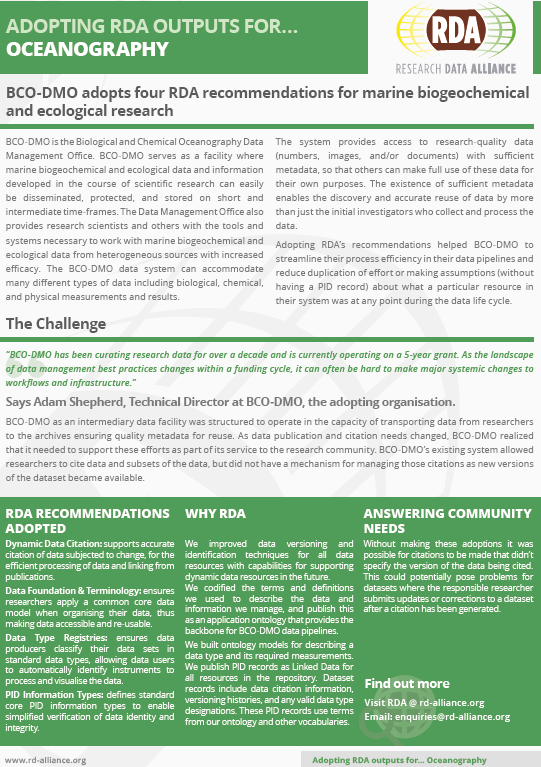 ADOPTING RDA OUTPUTS FOR...
OCEANOGRAPHY
RDA
RESEARCH DATA ALLIANCE
BCO-DMO adopts four RDA recommendations for marine biogeochemical
and ecological research
BCO-DMO is the Biological and Chemical Oceanography Data
Management Office. BCO-DMO serves as a facility where
marine biogeochemical and ecological data and information
developed in the course of scientific research can easily
be disseminated, protected, and stored on short and
intermediate time-frames. The Data Management Office also
provides research scientists and others with the tools and
systems necessary to work with marine biogeochemical and
ecological data from heterogeneous sources with increased
efficacy. The BCO-DMO data system can accommodate
many different types of data including biological, chemical,
and physical measurements and results.
The system provides access to research-quality data
(numbers, images, and/or documents) with sufficient
metadata, so that others can make full use of these data for
their own purposes. The existence of sufficient metadata
enables the discovery and accurate reuse of data by more
than just the initial investigators who collect and process the
data.
Adopting RDA's recommendations helped BCO-DMO to
streamline their process efficiency in their data pipelines and
reduce duplication of effort or making assumptions (without
having a PID record) about what a particular resource in
their system was at any point during the data life cycle.
The Challenge
"BCO-DMO has been curating research data for over a decade and is currently operating on a 5-year grant. As the landscape
of data management best practices changes within a funding cycle, it can often be hard to make major systemic changes to
workflows and infrastructure."
Says Adam Shepherd, Technical Director at BCO-DMO, the adopting organisation.
BCO-DMO as an intermediary data facility was structured to operate in the capacity of transporting data from researchers
to the archives ensuring quality metadata for reuse. As data publication and citation needs changed, BCO-DMO realized
that it needed to support these efforts as part of its service to the research community. BCO-DMO's existing system allowed
researchers to cite data and subsets of the data, but did not have a mechanism for managing those citations as new versions
of the dataset became available.
RDA RECOMMENDATIONS
ADOPTED
Dynamic Data Citation: supports accurate
citation of data subjected to change, for the
efficient processing of data and linking from
publications.
Data Foundation & Terminology: ensures
researchers apply a common core data
model when organising their data, thus
making data accessible and re-usable.
Data Type Registries: ensures data
producers classify their data sets in
standard data types, allowing data users
to automatically identify instruments to
process and visualise the data.
PID Information Types: defines standard
core PID information types to enable
simplified verification of data identity and
integrity.
WHY RDA
We improved data versioning and
identification techniques for all data
resources with capabilities for supporting
dynamic data resources in the future.
We codified the terms and definitions
we used to describe the data and
information we manage, and publish this
as an application ontology that provides the
backbone for BCO-DMO data pipelines.
We built ontology models for describing a
data type and its required measurements.
We publish PID records as Linked Data for
all resources in the repository. Dataset
records include data citation information,
versioning histories, and any valid data type
designations. These PID records use terms
from our ontology and other vocabularies.
ANSWERING COMMUNITY
NEEDS
Without making these adoptions it was
possible for citations to be made that didn't
specify the version of the data being cited.
This could potentially pose problems for
datasets where the responsible researcher
submits updates or corrections to a dataset
after a citation has been generated.
Find out more
Visit RDA @ rd-alliance.org
Email: enquiries@rd-alliance.org
www.rd-alliance.org
Adopting RDA outputs for... Oceanography